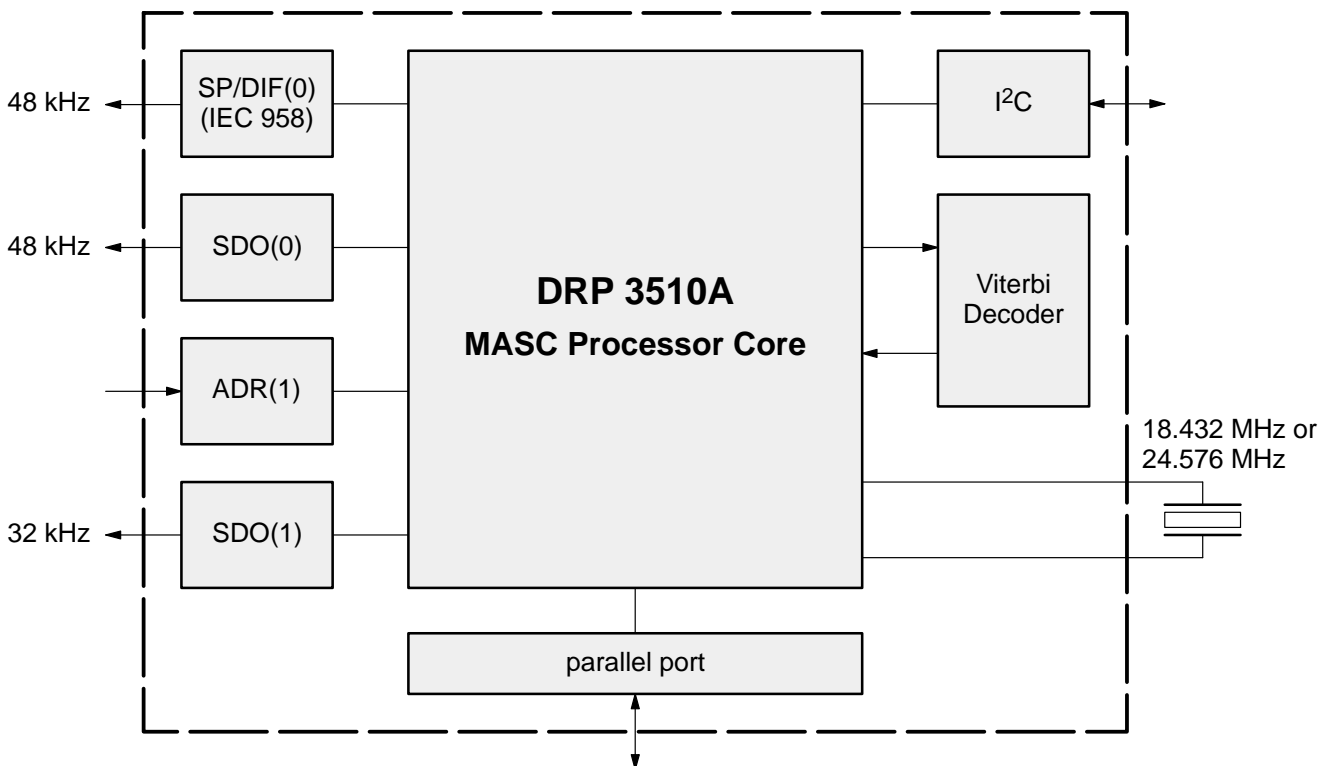 48 kHz
SP/DIF(0)
(IEC 958)
I²C
48 kHz
SDO(0)
DRP 3510A
MASC Processor Core
Viterbi
Decoder
ADR(1)
18.432 MHz or
24.576 MHz
32 kHz
SDO(1)
parallel port